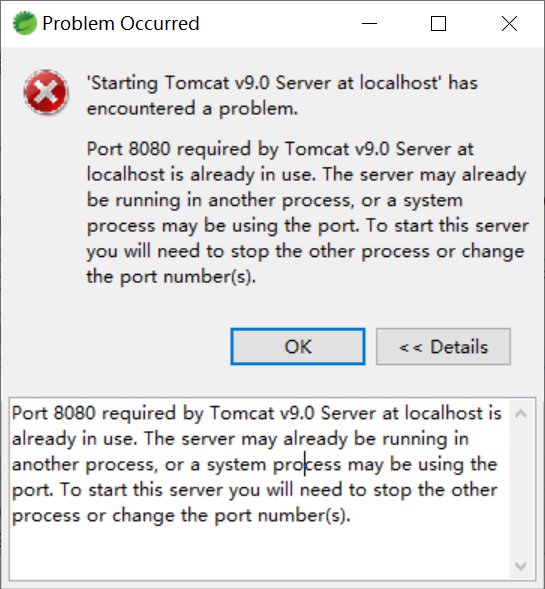 Problem Occurred
'Starting Tomcat v9.0 Server at localhost' has
encountered a problem.
Port 8080 required by Tomcat v9.0 Server at
localhost is already in use. The server may already
be running in another process, or a system
process may be using the port. To start this server
you will need to stop the other process or change
the port number(s).
OK
<< Details
Port 8080 required by Tomcat v9.0 Server at localhost is
already in use. The server may already be running in
another process, or a system process may be using the
port. To start this server you will need to stop the other
process or change the port number(s).